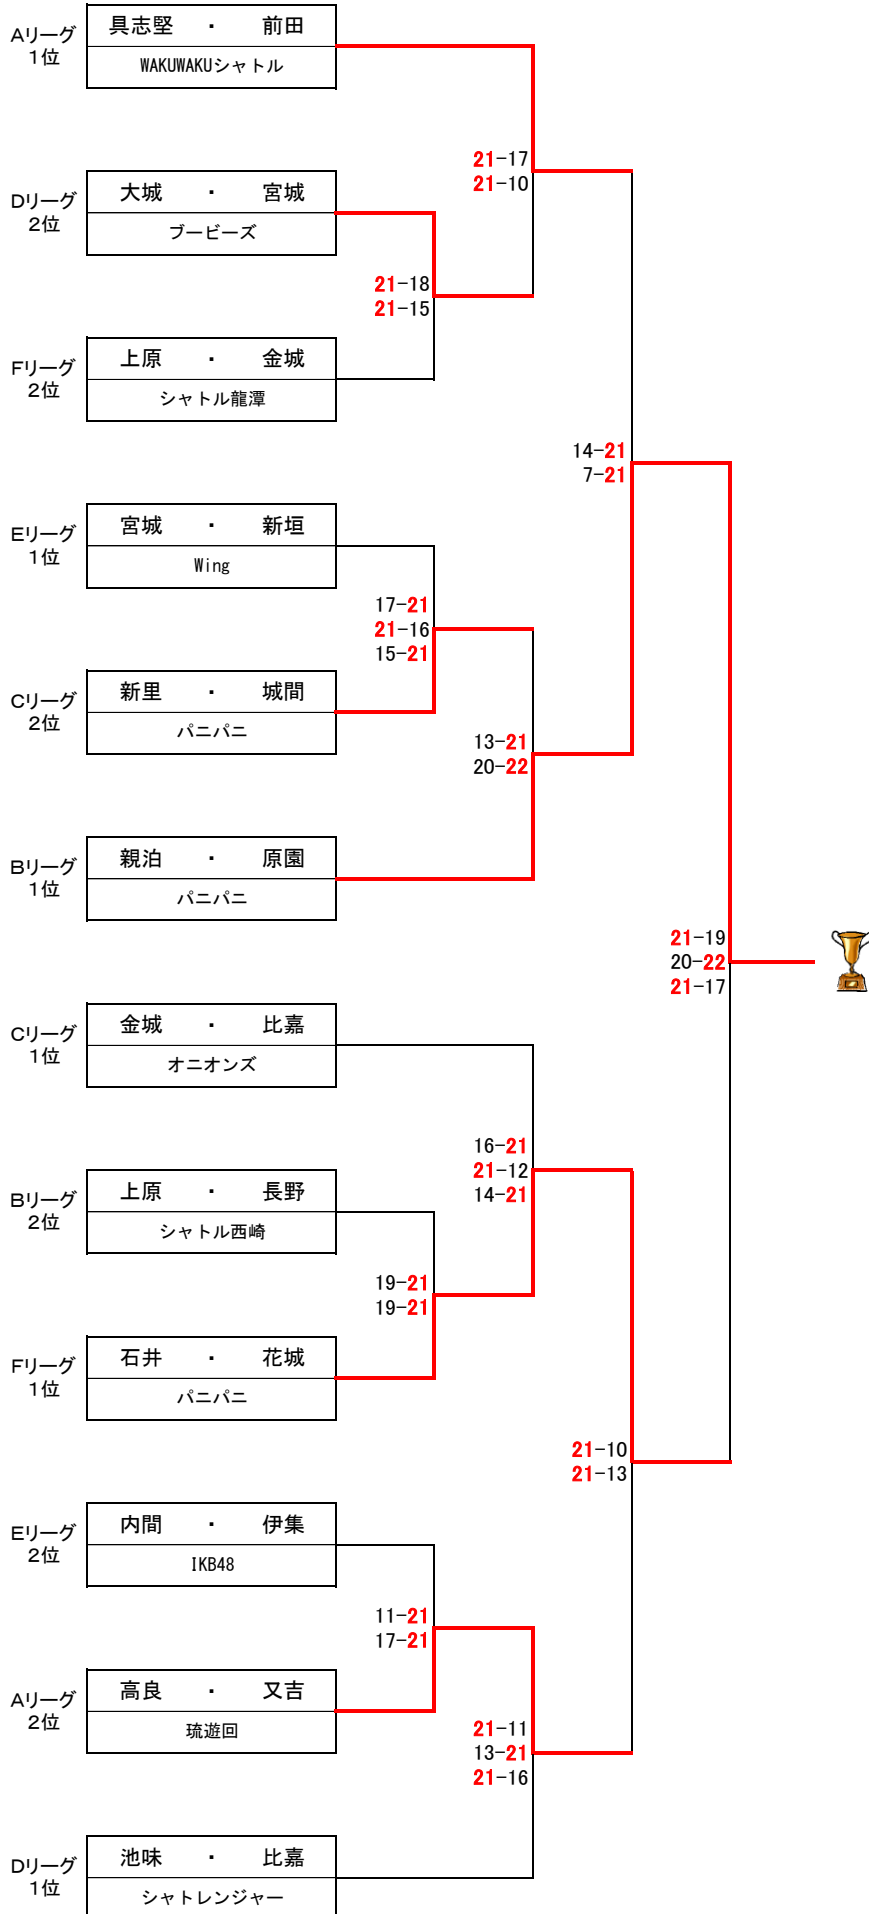 Aリーグ
1位
具志堅 ・ 前田
WAKUWAKUシャトル
21-17
21-10
Dリーグ
2位
大城 ・ 宮城
ブービーズ
21-18
21-15
Fリーグ
2位
上原 ・ 金城
シャトル龍潭
14-21
7-21
Eリーグ
1位
宮城 ・ 新垣
Wing
17-21
21-16
15-21
Cリーグ
2位
新里 ・ 城間
パニパニ
13-21
20-22
Bリーグ
1位
親泊 ・ 原園
パニパニ
21-19
20-22
21-17
Cリーグ
1位
金城 ・ 比嘉
オニオンズ
16-21
21-12
14-21
Bリーグ
2位
上原 ・ 長野
シャトル西崎
19-21
19-21
Fリーグ
1位
石井 ・ 花城
パニパニ
21-10
21-13
Eリーグ
2位
内間 ・ 伊集
IKB48
11-21
17-21
Aリーグ
2位
高良 ・ 又吉
琉遊回
21-11
13-21
21-16
Dリーグ
1位
池味 ・ 比嘉
シャトレンジャー